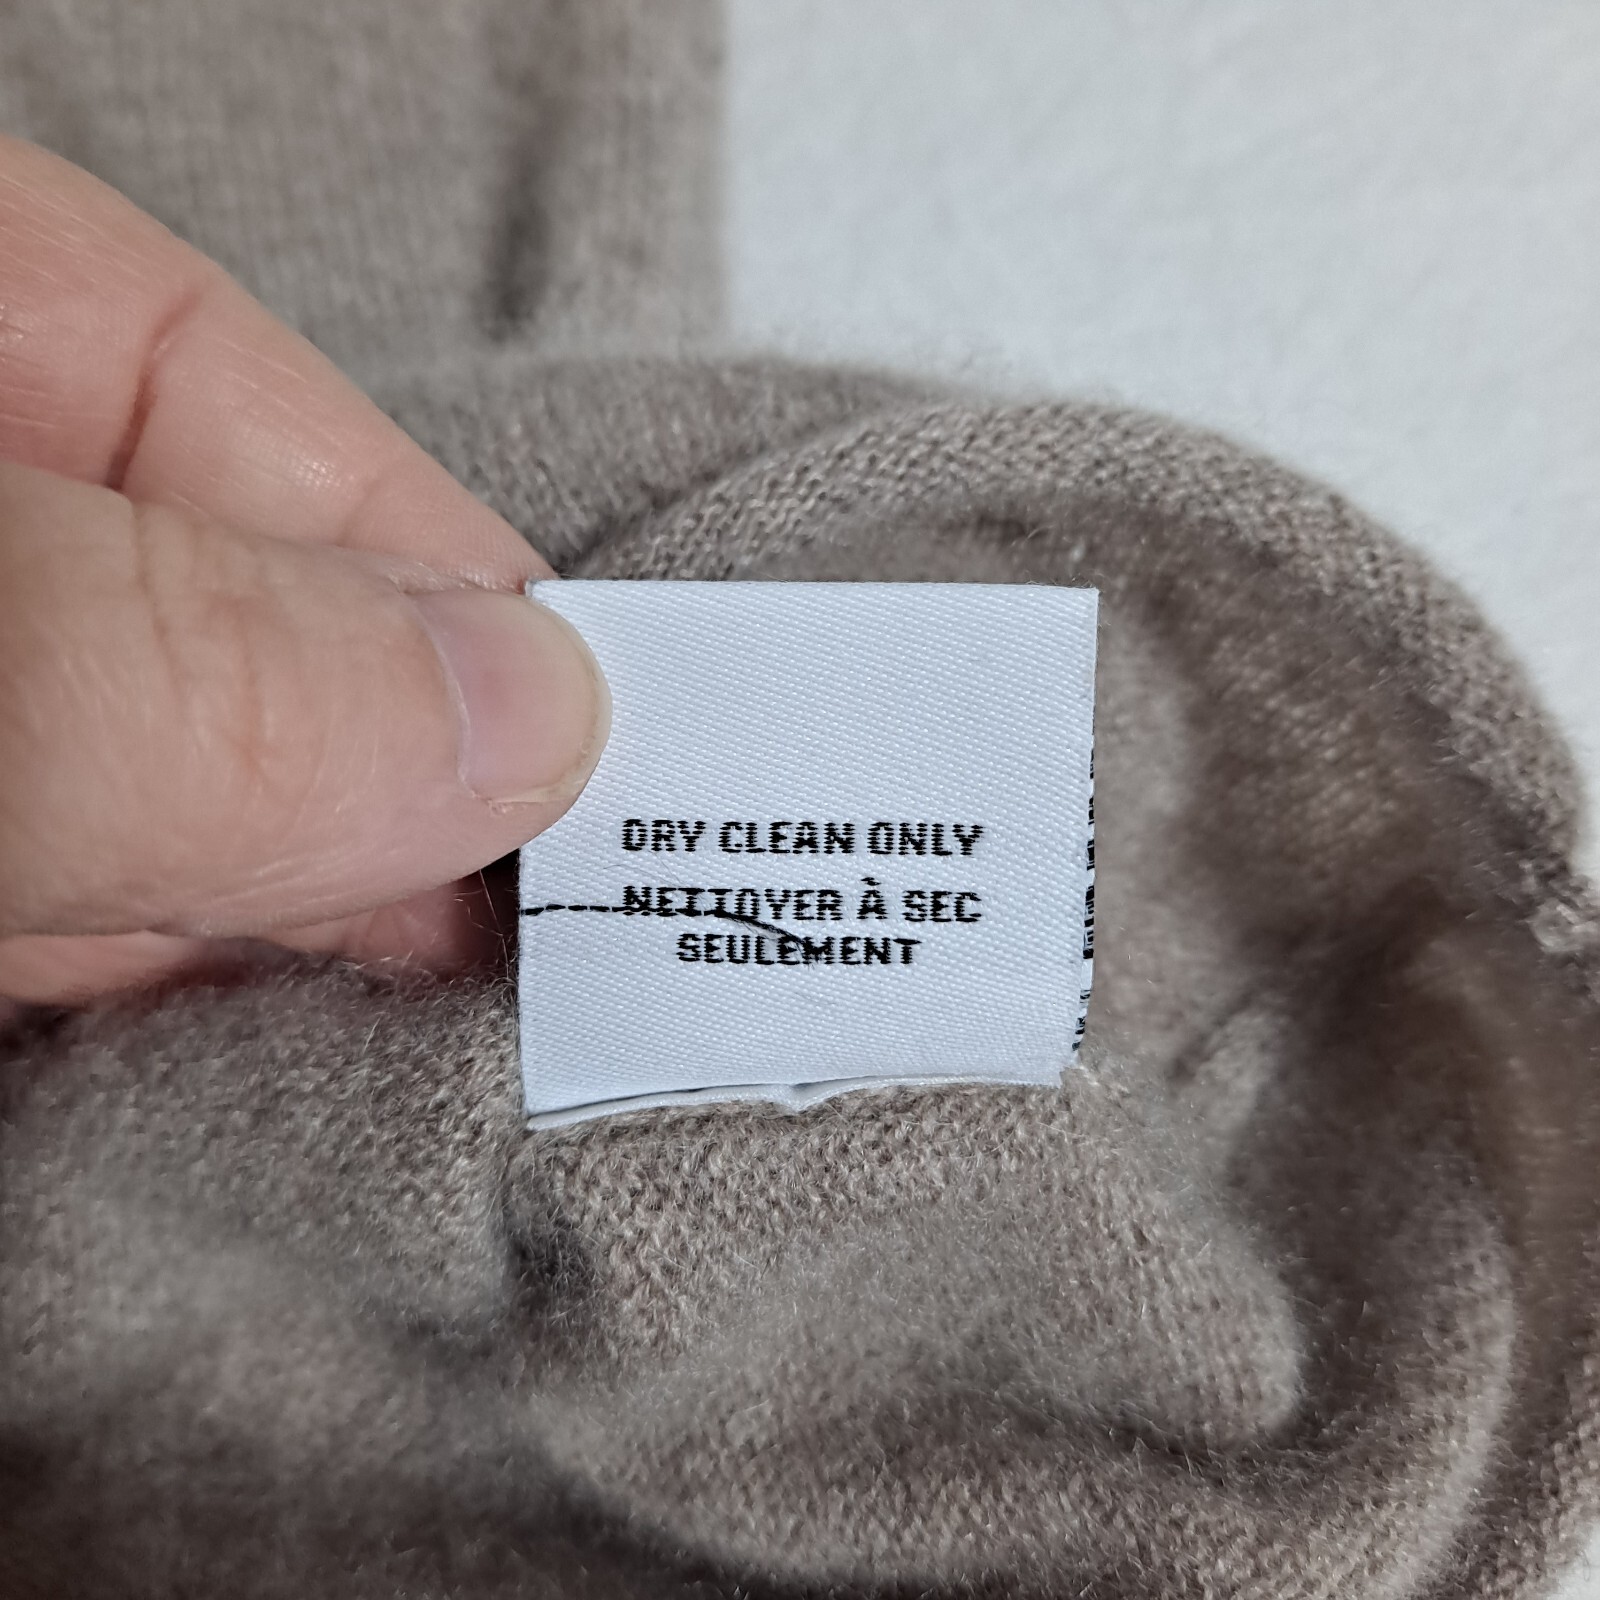 DRY CLEAN ONLY
NETTOYER À SEC
SEULEMENT